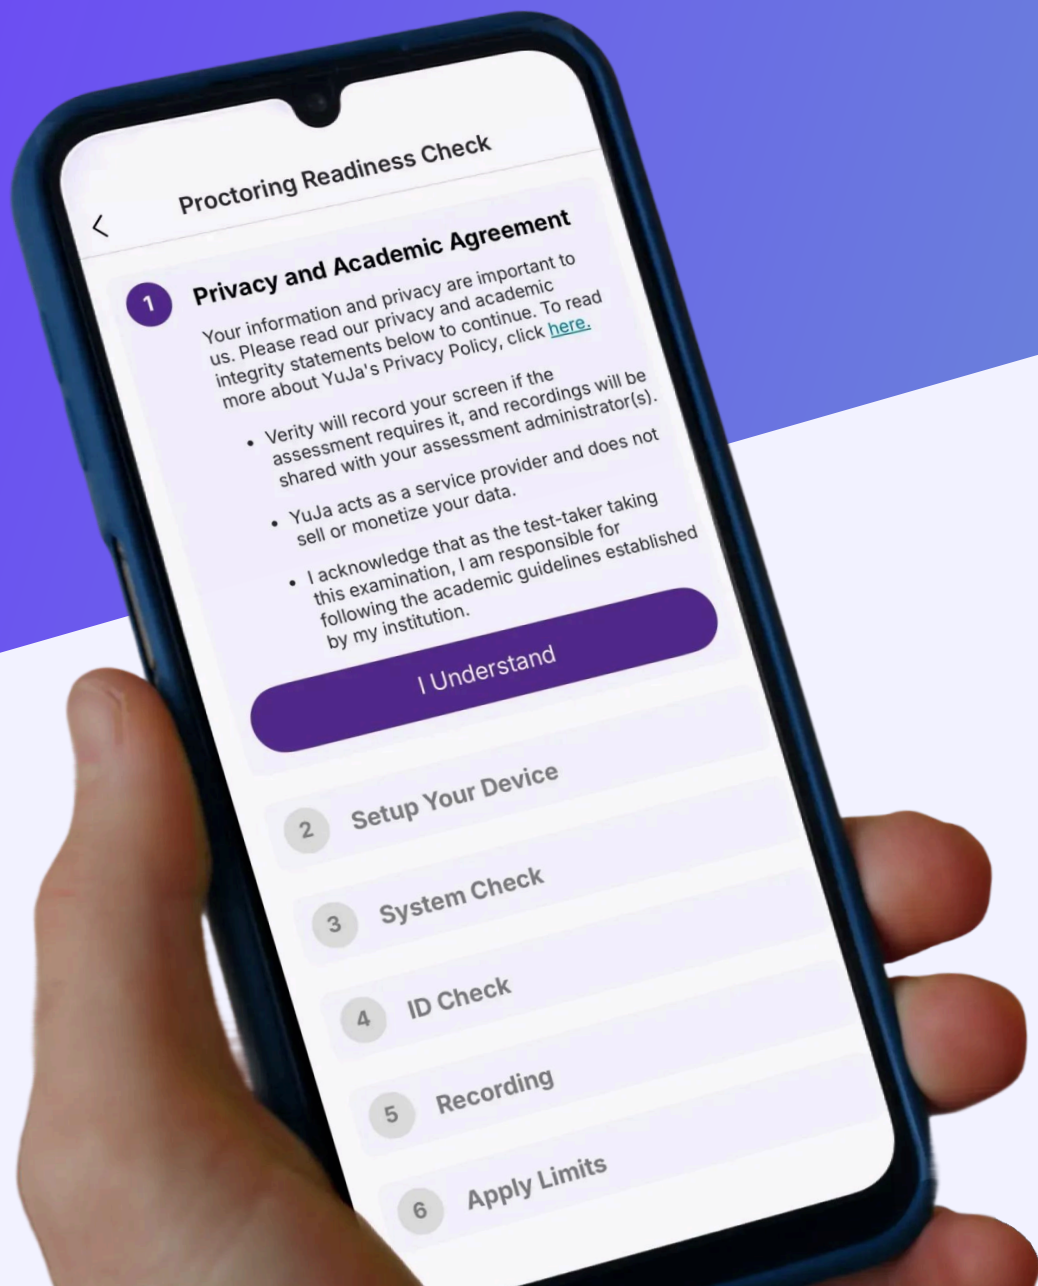 Proctoring Readiness Check
1
Privacy and Academic Agreement
Your information and privacy are important to
us. Please read our privacy and academic
integrity statements below to continue. To read
more about YuJa's Privacy Policy, click here.
• Verity will record your screen if the
assessment requires it, and recordings will be
shared with your assessment administrator(s).
• YuJa acts as a service provider and does not
sell or monetize your data.
• I acknowledge that as the test-taker taking
this examination, I am responsible for
following the academic guidelines established
by my institution.
I Understand
2 Setup Your Device
3 System Check
4 ID Check
5 Recording
6 Apply Limits